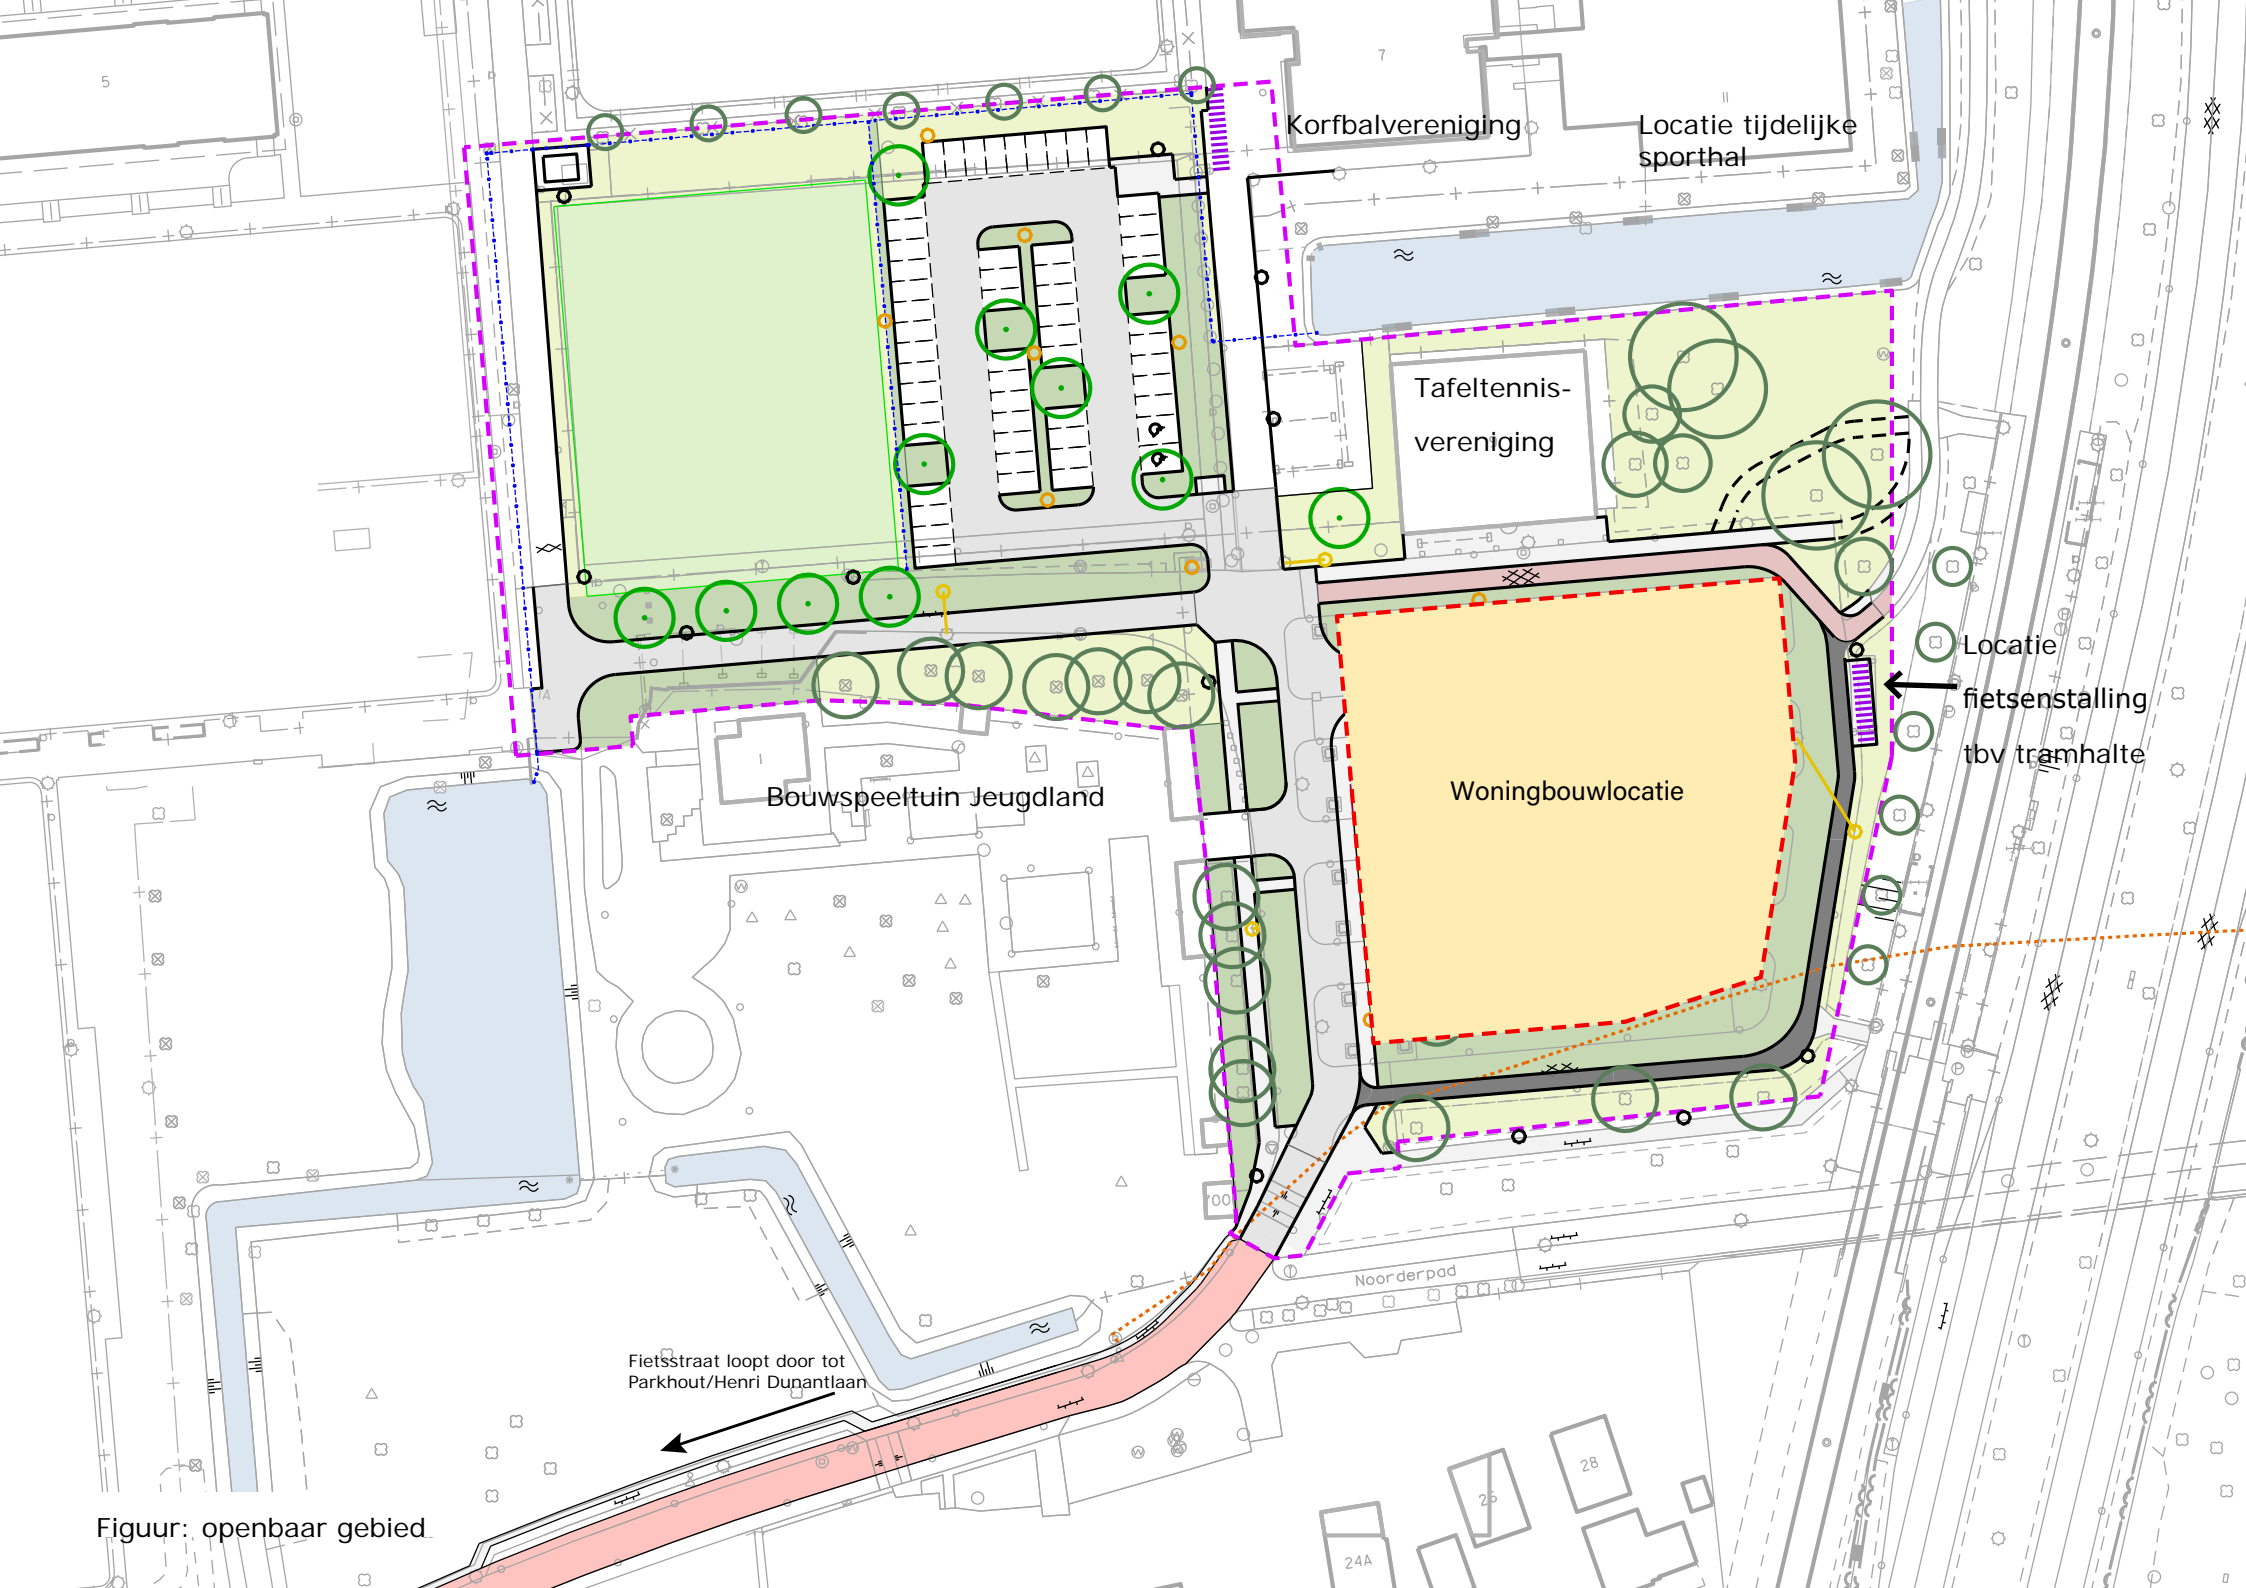 5
7
Korfbalvereniging
Locatie tijdelijke
sporthal
Tafeltennis-
vereniging
Locatie
fietsenstalling
tbv tramhalte
Bouwspeeltuin Jeugdland
Woningbouwlocatie
Noorderpad
Fietsstraat loopt door tot
Parkhout/Henri Dunantlaan
28
24A
Figuur: openbaar gebied